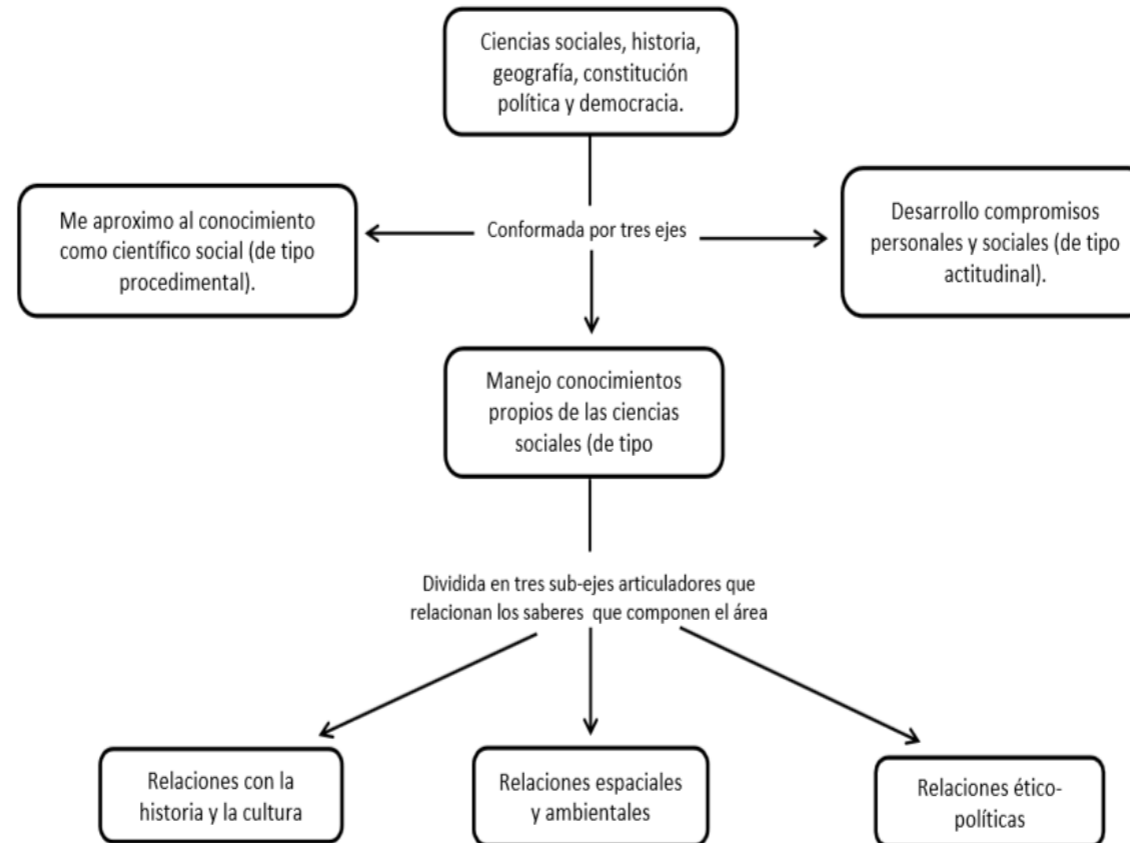 Ciencias sociales, historia,
geografía, constitución
política y democracia.
Me aproximo al conocimiento
como científico social (de tipo
procedimental).
Conformada por tres ejes
Desarrollo compromisos
personales y sociales (de tipo
actitudinal).
Manejo conocimientos
propios de las ciencias
sociales (de tipo
Dividida en tres sub-ejes articuladores que
relacionan los saberes que componen el área
Relaciones con la
historia y la cultura
Relaciones espaciales
y ambientales
Relaciones ético-
políticas